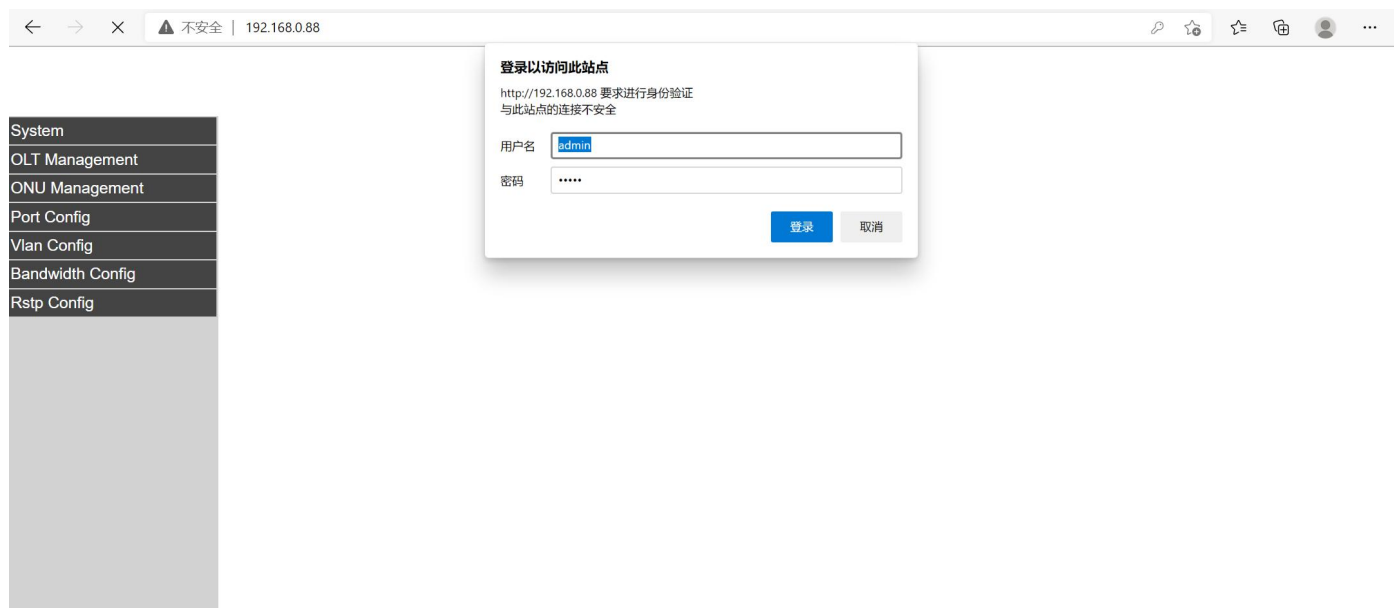 不安全 | 192.168.0.88
登录以访问此站点
http://192.168.0.88 要求进行身份验证
与此站点的连接不安全
用户名 admin
密码 •••••
登录 取消
System
OLT Management
ONU Management
Port Config
Vlan Config
Bandwidth Config
Rstp Config